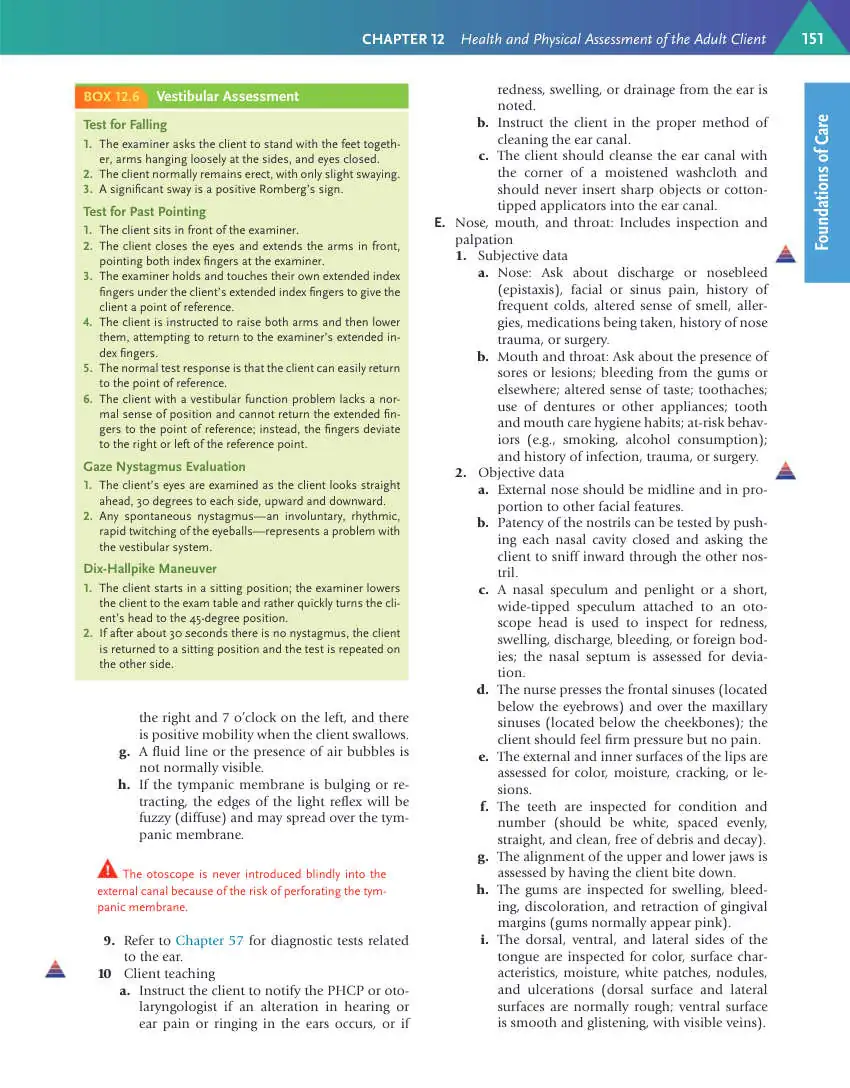 CHAPTER 12 Health and Physical Assessment of the Adult Client 151
BOX 12.6 Vestibular Assessment
Test for Falling
1. The examiner asks the client to stand with the feet togeth-
er, arms hanging loosely at the sides, and eyes closed.
2. The client normally remains erect, with only slight swaying.
3. A significant sway is a positive Romberg's sign.
Test for Past Pointing
1. The client sits in front of the examiner.
2. The client closes the eyes and extends the arms in front,
pointing both index fingers at the examiner.
3. The examiner holds and touches their own extended index
fingers under the client's extended index fingers to give the
client a point of reference.
4. The client is instructed to raise both arms and then lower
them, attempting to return to the examiner's extended in-
dex fingers.
5. The normal test response is that the client can easily return
to the point of reference.
6. The client with a vestibular function problem lacks a nor-
mal sense of position and cannot return the extended fin-
gers to the point of reference; instead, the fingers deviate
to the right or left of the reference point.
Gaze Nystagmus Evaluation
1. The client's eyes are examined as the client looks straight
ahead, 30 degrees to each side, upward and downward.
2. Any spontaneous nystagmus—an involuntary, rhythmic,
rapid twitching of the eyeballs—represents a problem with
the vestibular system.
Dix-Hallpike Maneuver
1. The client starts in a sitting position; the examiner lowers
the client to the exam table and rather quickly turns the cli-
ent's head to the 45-degree position.
2. If after about 30 seconds there is no nystagmus, the client
is returned to a sitting position and the test is repeated on
the other side.
the right and 7 o'clock on the left, and there
is positive mobility when the client swallows.
g. A fluid line or the presence of air bubbles is
not normally visible.
h. If the tympanic membrane is bulging or re-
tracting, the edges of the light reflex will be
fuzzy (diffuse) and may spread over the tym-
panic membrane.
! The otoscope is never introduced blindly into the
external canal because of the risk of perforating the tym-
panic membrane.
9. Refer to Chapter 57 for diagnostic tests related
to the ear.
10 Client teaching
a. Instruct the client to notify the PHCP or oto-
laryngologist if an alteration in hearing or
ear pain or ringing in the ears occurs, or if
redness, swelling, or drainage from the ear is
noted.
b. Instruct the client in the proper method of
cleaning the ear canal.
c. The client should cleanse the ear canal with
the corner of a moistened washcloth and
should never insert sharp objects or cotton-
tipped applicators into the ear canal.
E. Nose, mouth, and throat: Includes inspection and
palpation
1. Subjective data
a. Nose: Ask about discharge or nosebleed
(epistaxis), facial or sinus pain, history of
frequent colds, altered sense of smell, aller-
gies, medications being taken, history of nose
trauma, or surgery.
b. Mouth and throat: Ask about the presence of
sores or lesions; bleeding from the gums or
elsewhere; altered sense of taste; toothaches;
use of dentures or other appliances; tooth
and mouth care hygiene habits; at-risk behav-
iors (e.g., smoking, alcohol consumption);
and history of infection, trauma, or surgery.
2. Objective data
a. External nose should be midline and in pro-
portion to other facial features.
b. Patency of the nostrils can be tested by push-
ing each nasal cavity closed and asking the
client to sniff inward through the other nos-
tril.
c. A nasal speculum and penlight or a short,
wide-tipped speculum attached to an oto-
scope head is used to inspect for redness,
swelling, discharge, bleeding, or foreign bod-
ies; the nasal septum is assessed for devia-
tion.
d. The nurse presses the frontal sinuses (located
below the eyebrows) and over the maxillary
sinuses (located below the cheekbones); the
client should feel firm pressure but no pain.
e. The external and inner surfaces of the lips are
assessed for color, moisture, cracking, or le-
sions.
f. The teeth are inspected for condition and
number (should be white, spaced evenly,
straight, and clean, free of debris and decay).
g. The alignment of the upper and lower jaws is
assessed by having the client bite down.
h. The gums are inspected for swelling, bleed-
ing, discoloration, and retraction of gingival
margins (gums normally appear pink).
i. The dorsal, ventral, and lateral sides of the
tongue are inspected for color, surface char-
acteristics, moisture, white patches, nodules,
and ulcerations (dorsal surface and lateral
surfaces are normally rough; ventral surface
is smooth and glistening, with visible veins).
Foundations of Care